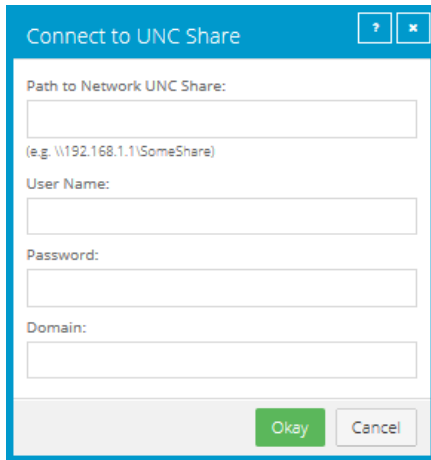 Connect to UNC Share
? ×
Path to Network UNC Share:
(e.g. \\192.168.1.1\SomeShare)
User Name:
Password:
Domain:
Okay Cancel